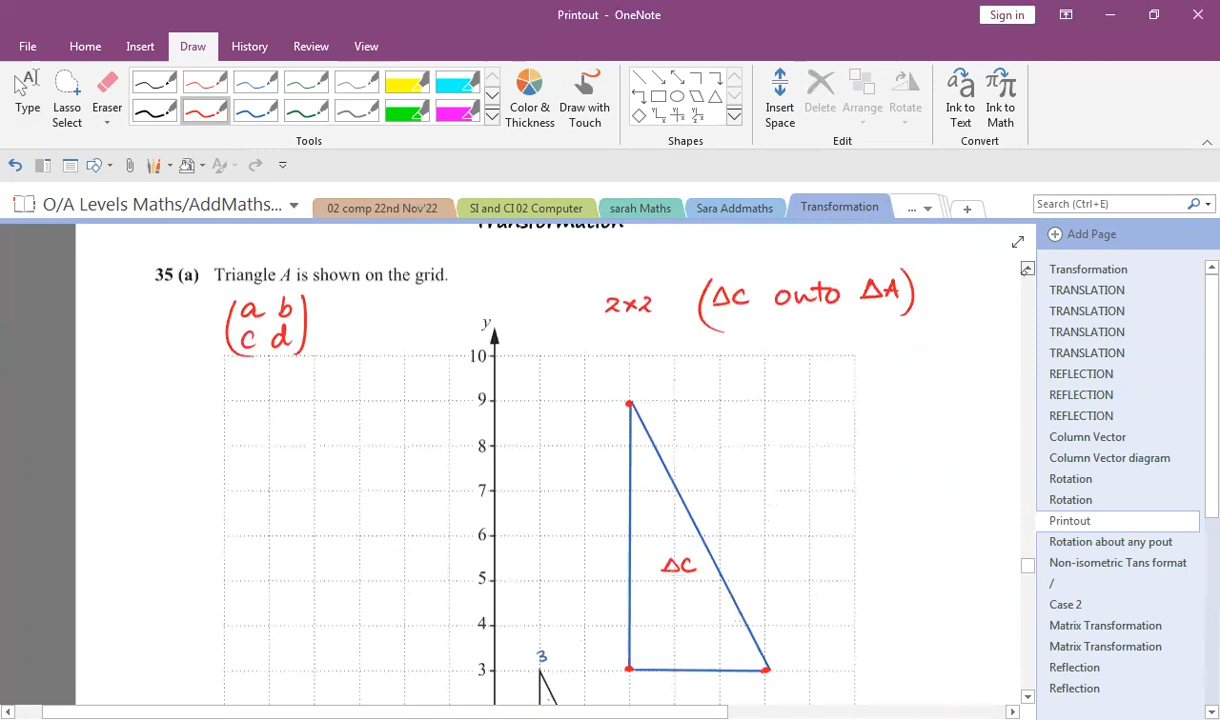 Printout - OneNote
Sign in
File Home Insert Draw History Review View
Type
Lasso Select
Eraser
Color & Thickness
Draw with Touch
Insert Space
Delete
Arrange
Rotate
Ink to Text
Ink to Math
Tools
Shapes
Edit
Convert
O/A Levels Maths/AddMaths...
02 comp 22nd Nov'22
SI and CI 02 Computer
sarah Maths
Sara Addmaths
Transformation
...
Search (Ctrl+E)
Add Page
Transformation
TRANSLATION
TRANSLATION
TRANSLATION
TRANSLATION
REFLECTION
REFLECTION
REFLECTION
Column Vector
Column Vector diagram
Rotation
Rotation
Printout
Rotation about any pout
Non-isometric Tans format
/
Case 2
Matrix Transformation
Matrix Transformation
Reflection
Reflection
Transformation
35 (a) Triangle A is shown on the grid.
(a b
c d)
2×2 (ΔC onto ΔA)
y
10
9
8
7
6
5
4
3
ΔC
3